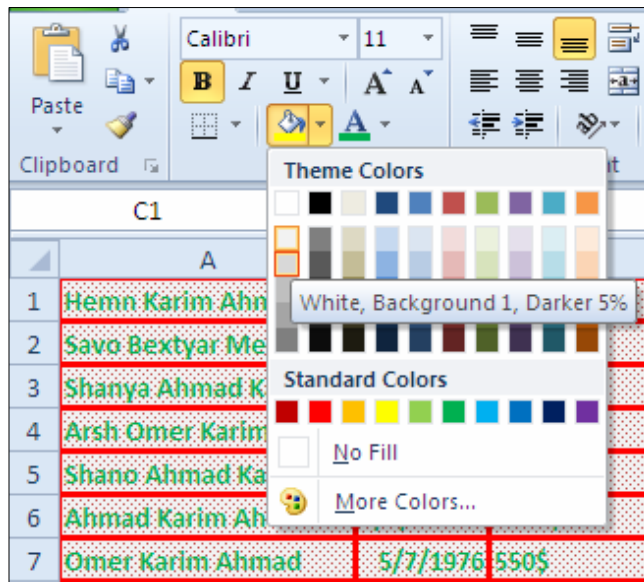 Calibri 11
B I U A A
Paste A
Clipboard
Theme Colors
C1
A
1 Hemn Karim Ahm
White, Background 1, Darker 5%
2 Savo Bextyar Me
3 Shanya Ahmad K
Standard Colors
4 Arsh Omer Karim
No Fill
5 Shano Ahmad Ka
More Colors...
6 Ahmad Karim Ah
7 Omer Karim Ahmad 5/7/1976 550$